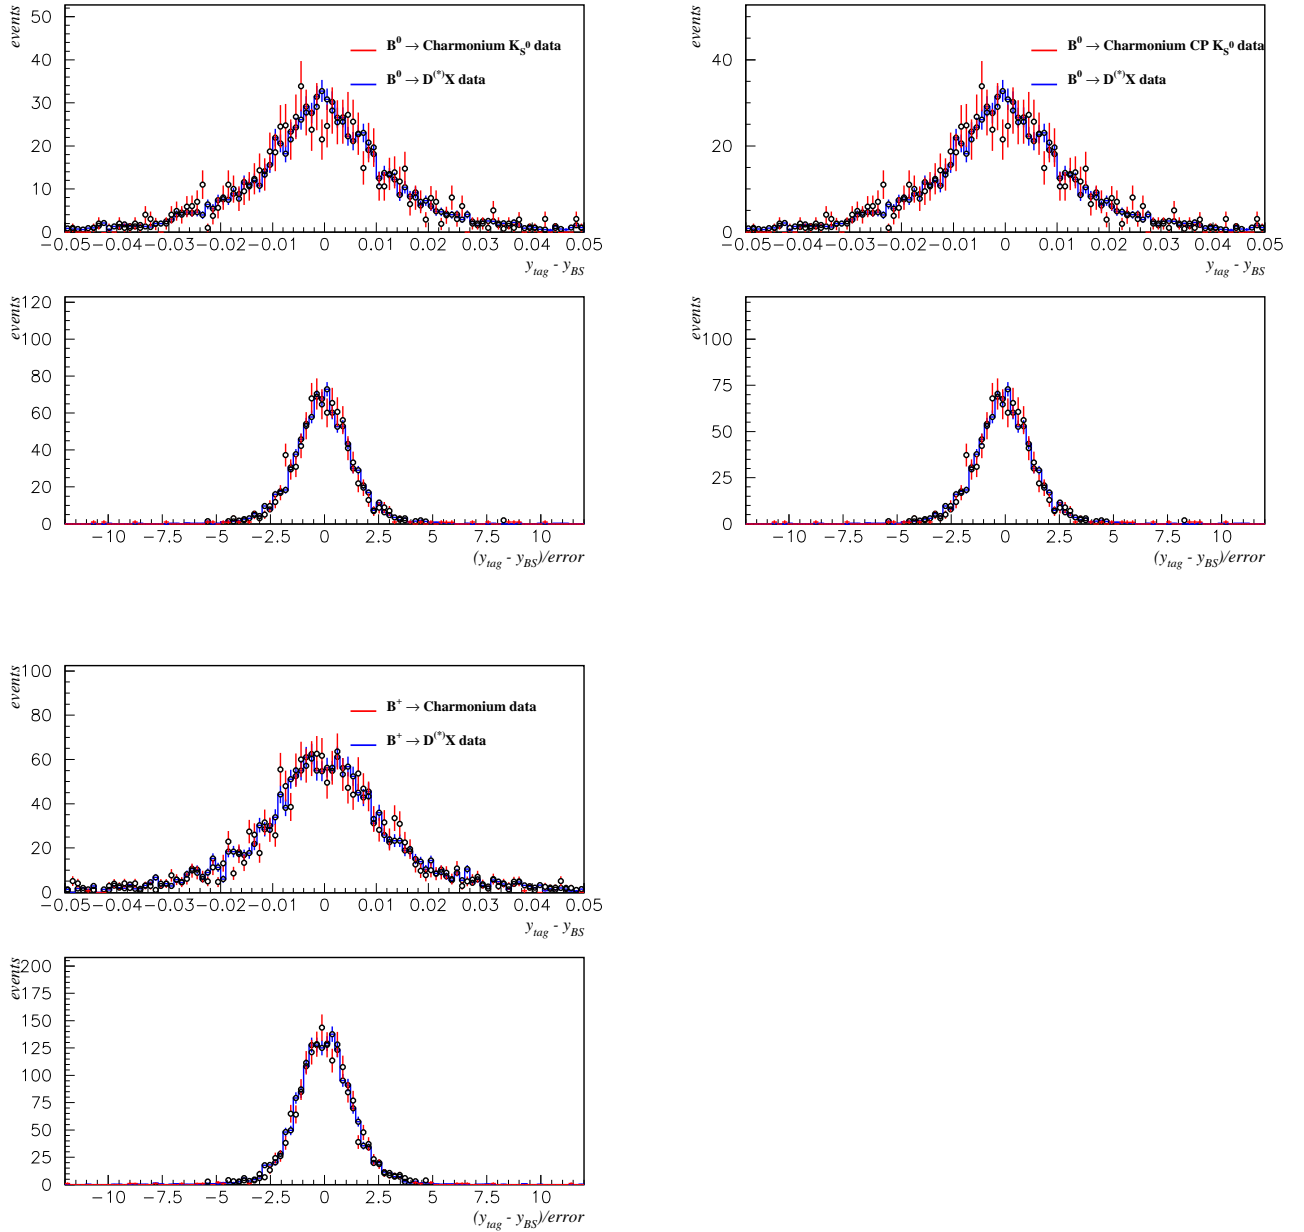 events
50
40
30
20
10
0
B⁰ → Charmonium K_S⁰ data
B⁰ → D⁽*⁾X data
−0.05 −0.04 −0.03 −0.02 −0.01 0 0.01 0.02 0.03 0.04 0.05
y_tag - y_BS
events
50
40
30
20
10
0
B⁰ → Charmonium CP K_S⁰ data
B⁰ → D⁽*⁾X data
−0.05 −0.04 −0.03 −0.02 −0.01 0 0.01 0.02 0.03 0.04 0.05
y_tag - y_BS
events
120
100
80
60
40
20
0
−10 −7.5 −5 −2.5 0 2.5 5 7.5 10
(y_tag - y_BS)/error
events
100
75
50
25
0
−10 −7.5 −5 −2.5 0 2.5 5 7.5 10
(y_tag - y_BS)/error
events
100
80
60
40
20
0
B⁺ → Charmonium data
B⁺ → D⁽*⁾X data
−0.05 −0.04 −0.03 −0.02 −0.01 0 0.01 0.02 0.03 0.04 0.05
y_tag - y_BS
events
200
175
150
125
100
75
50
25
0
−10 −7.5 −5 −2.5 0 2.5 5 7.5 10
(y_tag - y_BS)/error